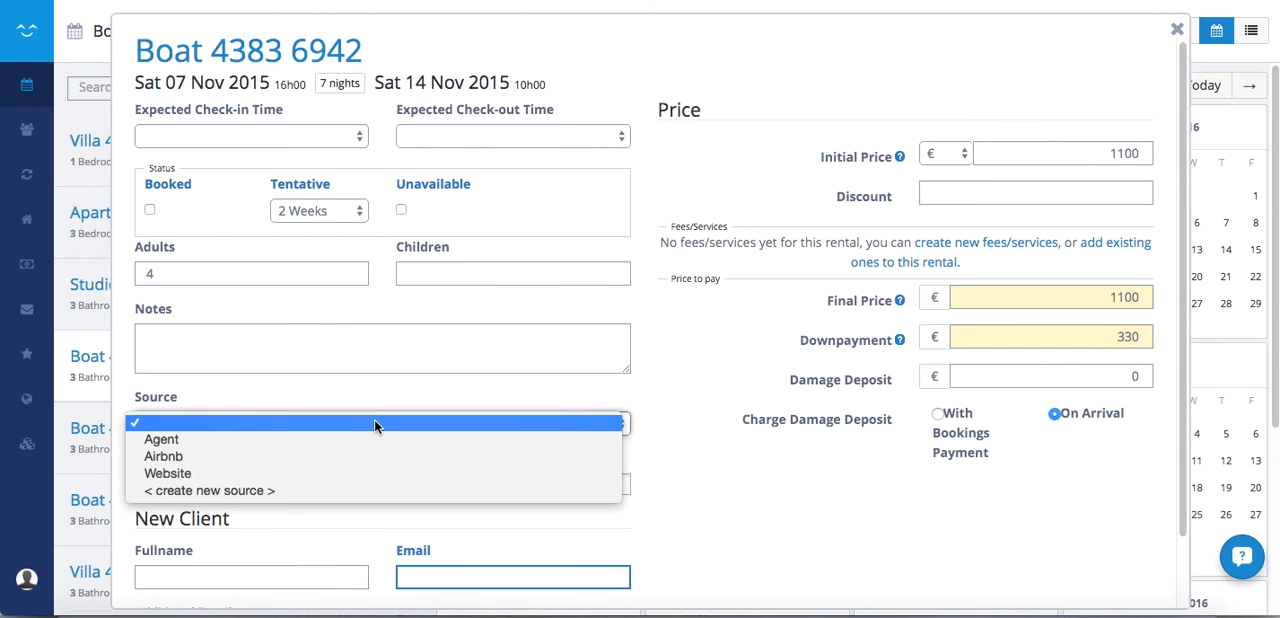 Bo
Sear
Villa 4
1 Bedroo
Apart
3 Bedroo
Studi
3 Bathro
Boat
3 Bathro
Boat
3 Bathro
Boat
3 Bathro
Villa 4
3 Bathro
Boat 4383 6942
Sat 07 Nov 2015 16h00 7 nights Sat 14 Nov 2015 10h00
Expected Check-in Time Expected Check-out Time
Status
Booked Tentative Unavailable
2 Weeks
Adults Children
4
Notes
Source
Agent
Airbnb
Website
< create new source >
New Client
Fullname Email
Price
Initial Price ? € 1100
Discount
Fees/Services
No fees/services yet for this rental, you can create new fees/services, or add existing
ones to this rental.
Price to pay
Final Price ? € 1100
Downpayment ? € 330
Damage Deposit € 0
Charge Damage Deposit With Bookings Payment On Arrival
oday →
6
W T F
1
6 7 8
13 14 15
20 21 22
27 28 29
W T F
4 5 6
11 12 13
18 19 20
25 26 27
016